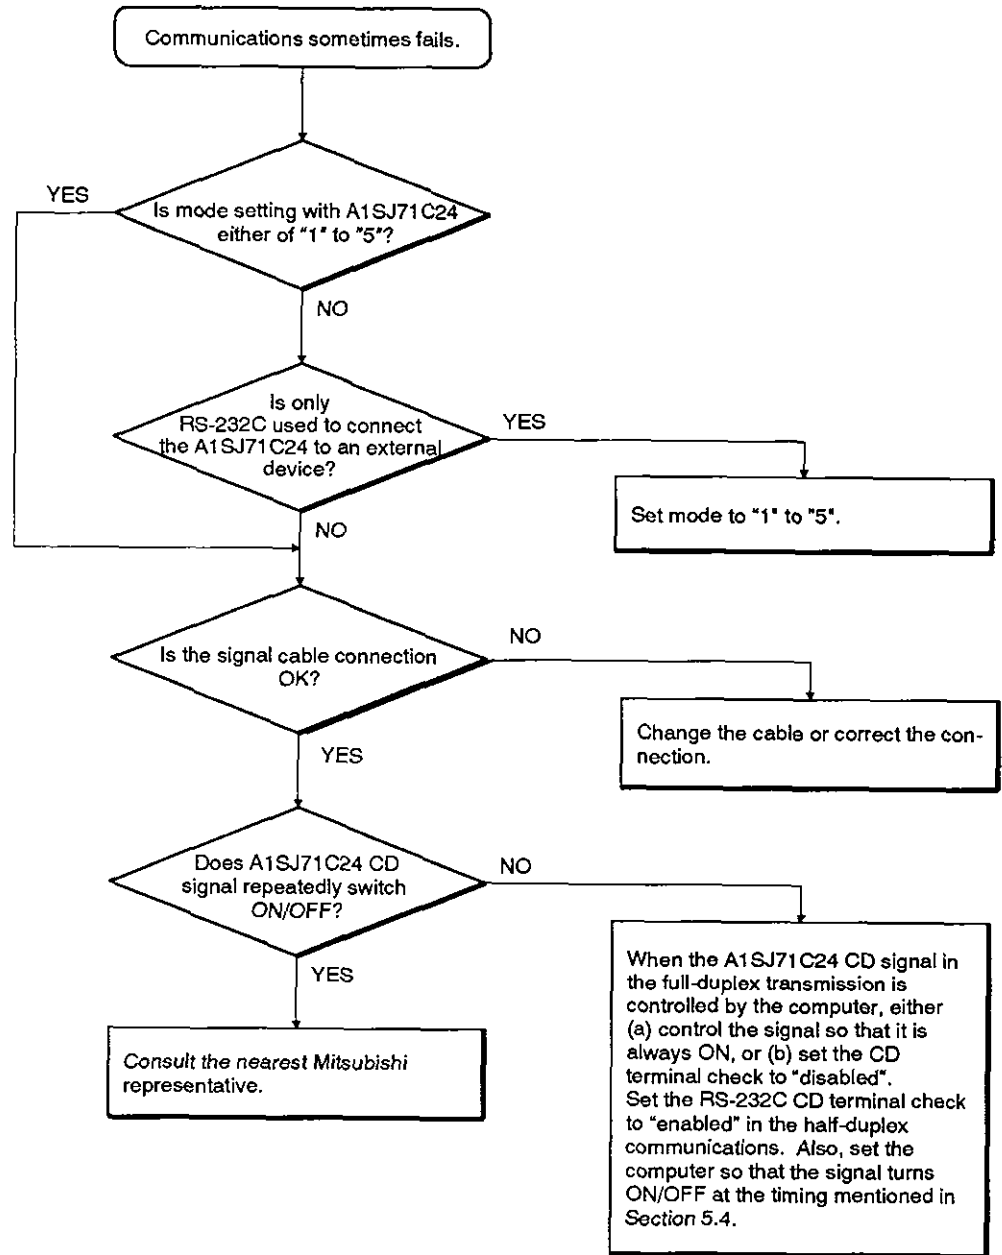 Communications sometimes fails.
YES
Is mode setting with A1SJ71C24
either of "1" to "5"?
NO
Is only
RS-232C used to connect
the A1SJ71C24 to an external
device?
YES
Set mode to "1" to "5".
NO
Is the signal cable connection
OK?
NO
Change the cable or correct the con-
nection.
YES
Does A1SJ71C24 CD
signal repeatedly switch
ON/OFF?
NO
When the A1SJ71C24 CD signal in
the full-duplex transmission is
controlled by the computer, either
(a) control the signal so that it is
always ON, or (b) set the CD
terminal check to "disabled".
Set the RS-232C CD terminal check
to "enabled" in the half-duplex
communications. Also, set the
computer so that the signal turns
ON/OFF at the timing mentioned in
Section 5.4.
YES
Consult the nearest Mitsubishi
representative.